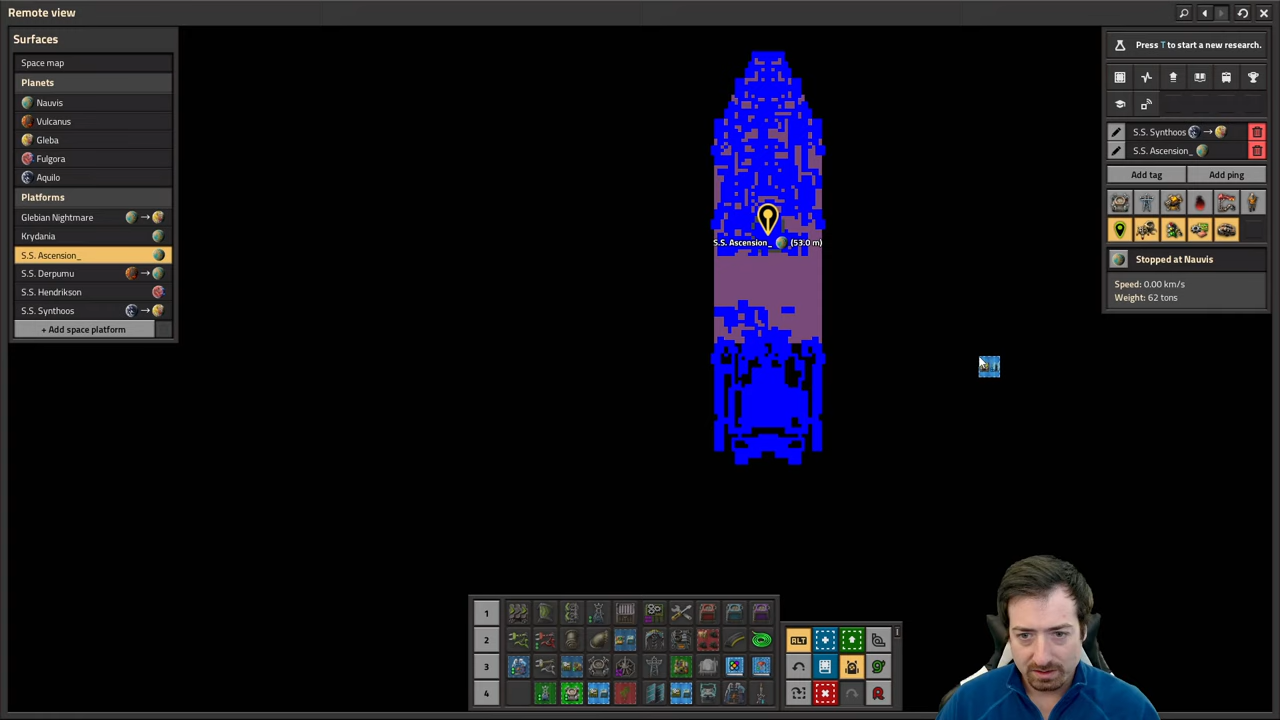 Remote view
Surfaces
Space map
Planets
Nauvis
Vulcanus
Gleba
Fulgora
Aquilo
Platforms
Glebian Nightmare
Krydania
S.S. Ascension_
S.S. Derpumu
S.S. Hendrikson
S.S. Synthoos
+ Add space platform
S.S. Ascension_ (53.0 m)
Press T to start a new research.
S.S. Synthoos
S.S. Ascension_
Add tag Add ping
Stopped at Nauvis
Speed: 0.00 km/s
Weight: 62 tons
1
2
3
4
ALT